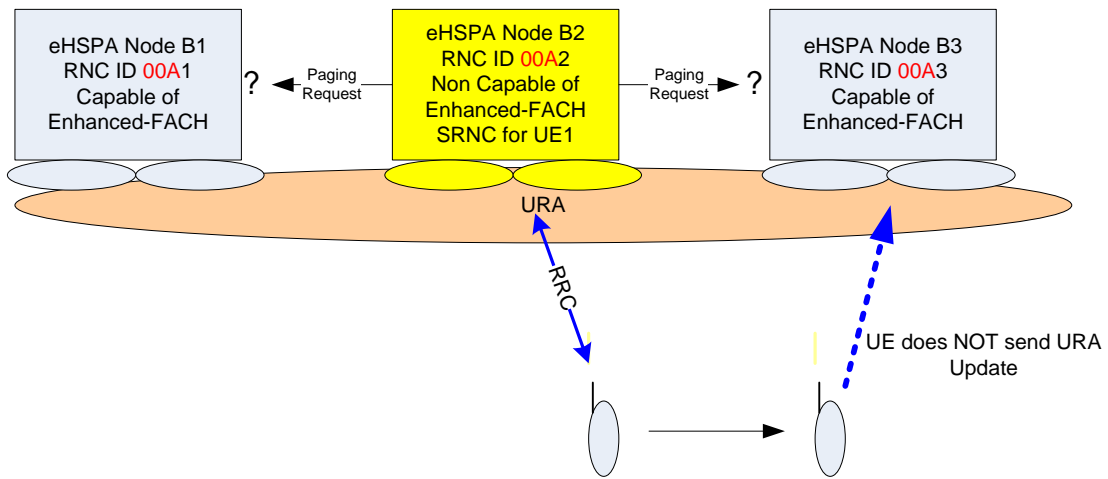 eHSPA Node B1
RNC ID 00A1
Capable of
Enhanced-FACH
?
Paging
Request
eHSPA Node B2
RNC ID 00A2
Non Capable of
Enhanced-FACH
SRNC for UE1
Paging
Request
?
eHSPA Node B3
RNC ID 00A3
Capable of
Enhanced-FACH
URA
RRC
UE does NOT send URA
Update